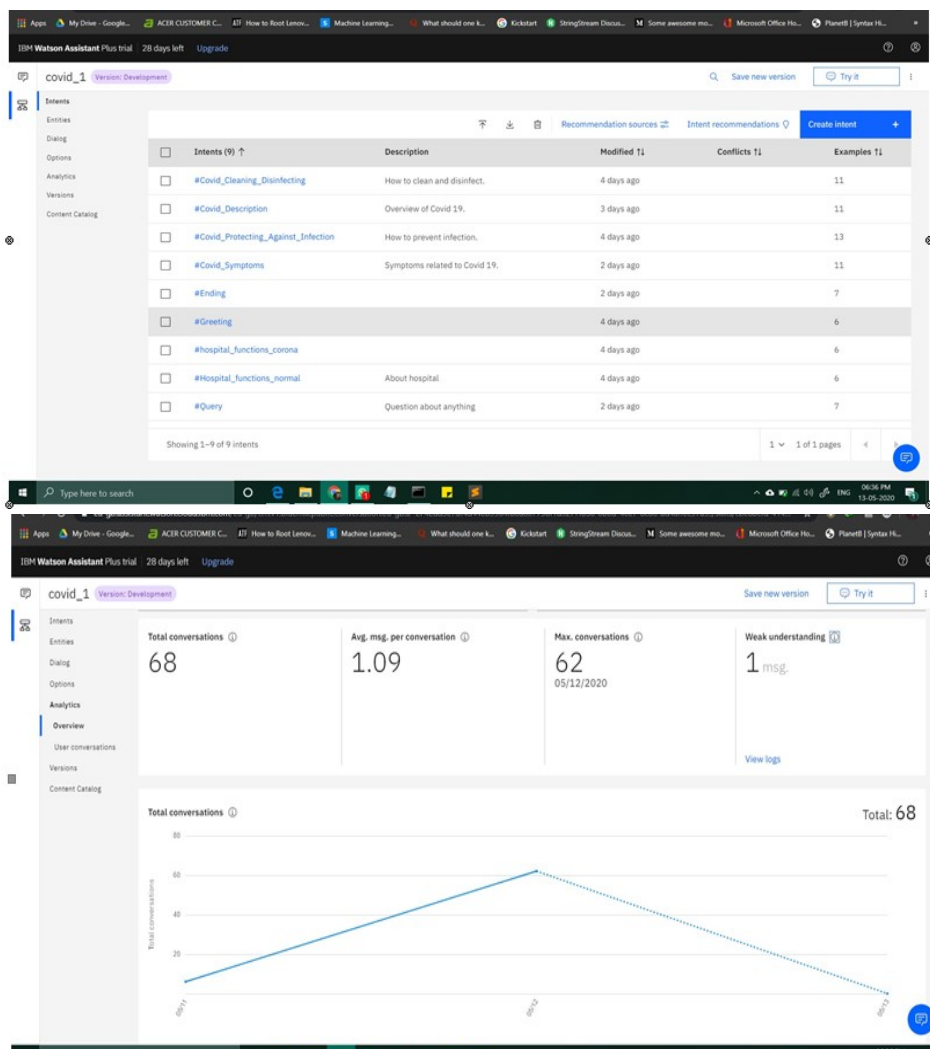 Apps My Drive - Google... ACER CUSTOMER C... How to Root Lenov... Machine Learning... What should one k... Kickstart StringStream Discus... Some awesome mo... Microsoft Office Ho... PlanetB | Syntax Hi...
IBM Watson Assistant Plus trial 28 days left Upgrade
covid_1 Version: Development Save new version Try it
Intents
Entities
Dialog
Options
Analytics
Versions
Content Catalog
Recommendation sources Intent recommendations Create intent +
Intents (9) ↑ Description Modified ↑↓ Conflicts ↑↓ Examples ↑↓
#Covid_Cleaning_Disinfecting How to clean and disinfect. 4 days ago 11
#Covid_Description Overview of Covid 19. 3 days ago 11
#Covid_Protecting_Against_Infection How to prevent infection. 4 days ago 13
#Covid_Symptoms Symptoms related to Covid 19. 2 days ago 11
#Ending 2 days ago 7
#Greeting 4 days ago 6
#hospital_functions_corona 4 days ago 6
#Hospital_functions_normal About hospital 4 days ago 6
#Query Question about anything 2 days ago 7
Showing 1–9 of 9 intents 1 1 of 1 pages
Type here to search ENG 06:36 PM
13-05-2020
Apps My Drive - Google... ACER CUSTOMER C... How to Root Lenov... Machine Learning... What should one k... Kickstart StringStream Discus... Some awesome mo... Microsoft Office Ho... PlanetB | Syntax Hi...
IBM Watson Assistant Plus trial 28 days left Upgrade
covid_1 Version: Development Save new version Try it
Intents
Entities
Dialog
Options
Analytics
Overview
User conversations
Versions
Content Catalog
Total conversations Avg. msg. per conversation Max. conversations Weak understanding
68 1.09 62 1 msg.
05/12/2020
View logs
Total conversations Total: 68
80
60
40
20
Total conversations
05/11 05/12 05/13